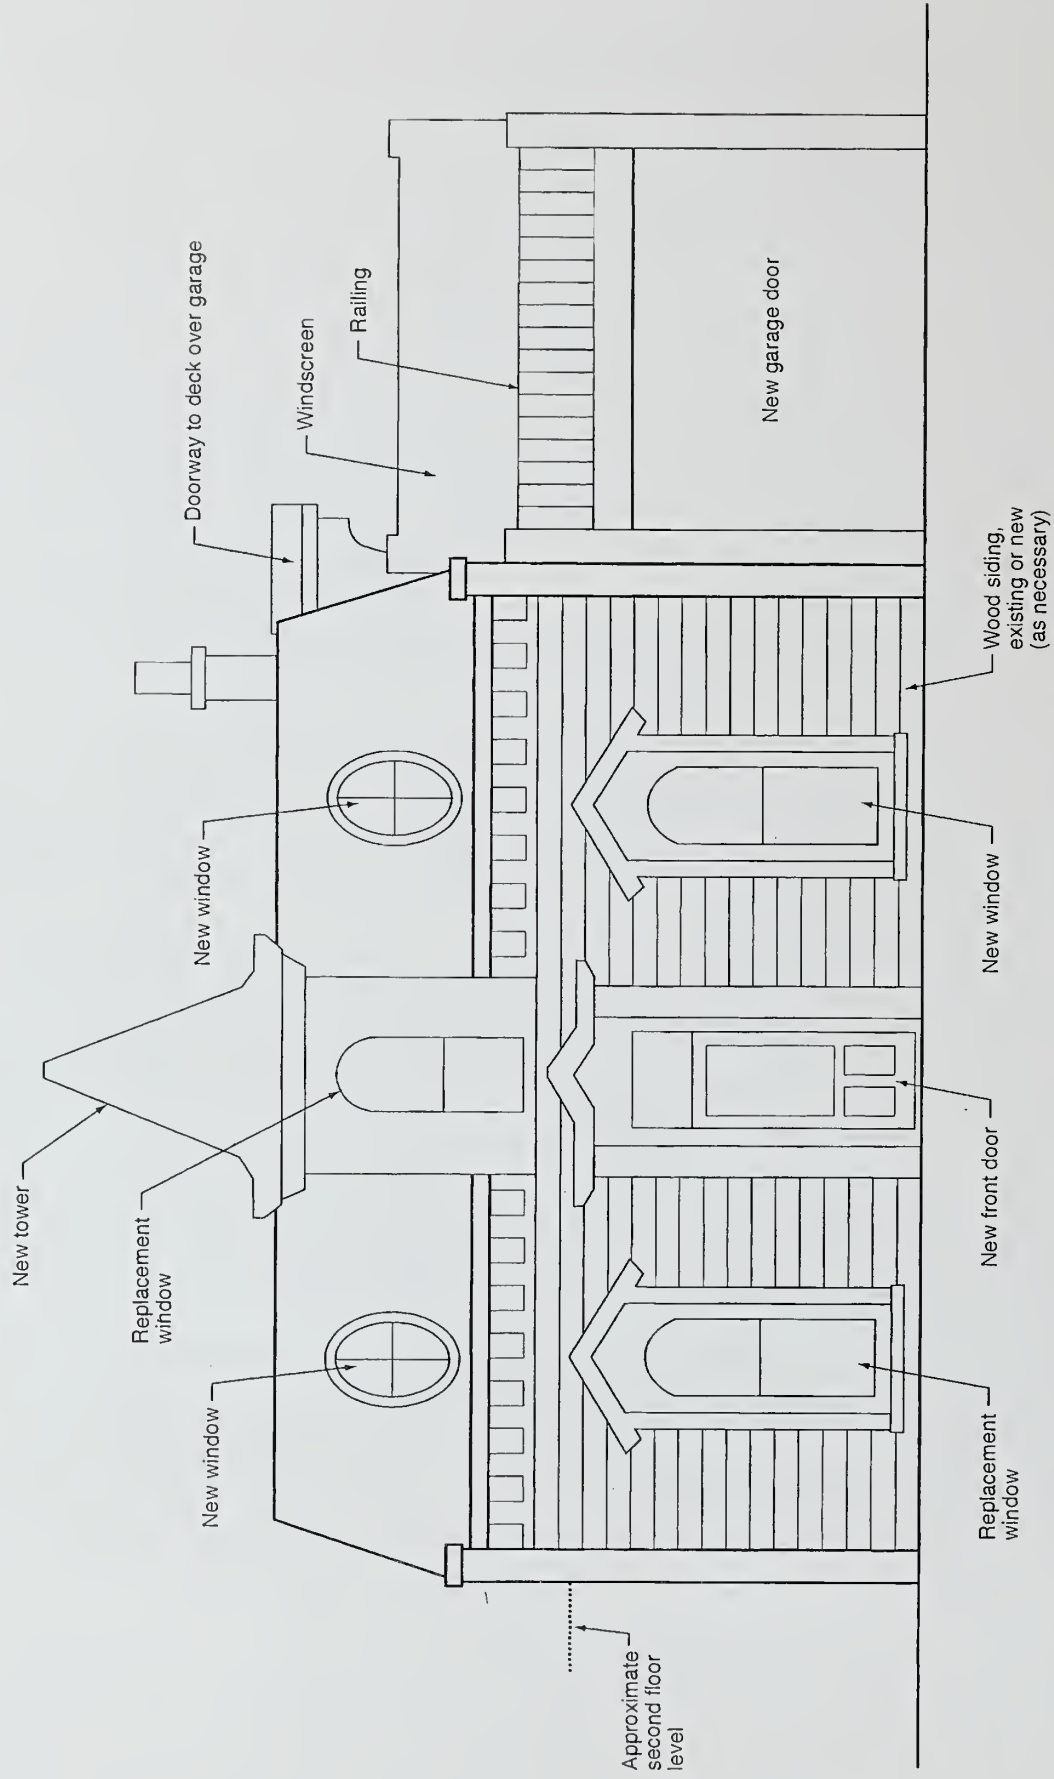 New tower
Replacement
window
New window
New window
Doorway to deck over garage
Windscreen
Railing
New garage door
Approximate
second floor
level
Replacement
window
New front door
New window
Wood siding,
existing or new
(as necessary)